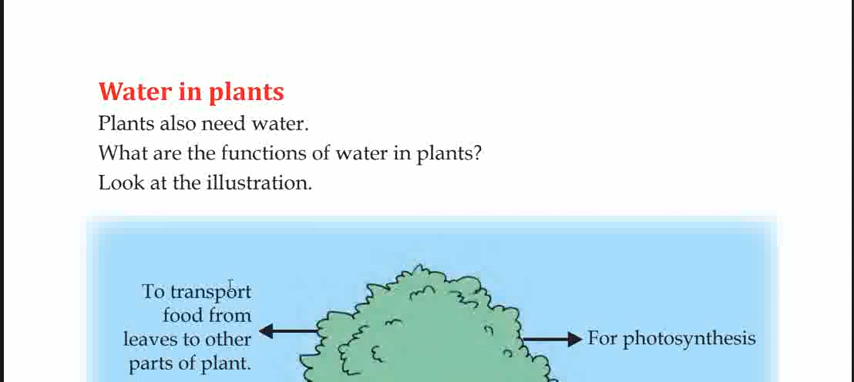 Water in plants
Plants also need water.
What are the functions of water in plants?
Look at the illustration.
To transport
food from
leaves to other
parts of plant.
For photosynthesis